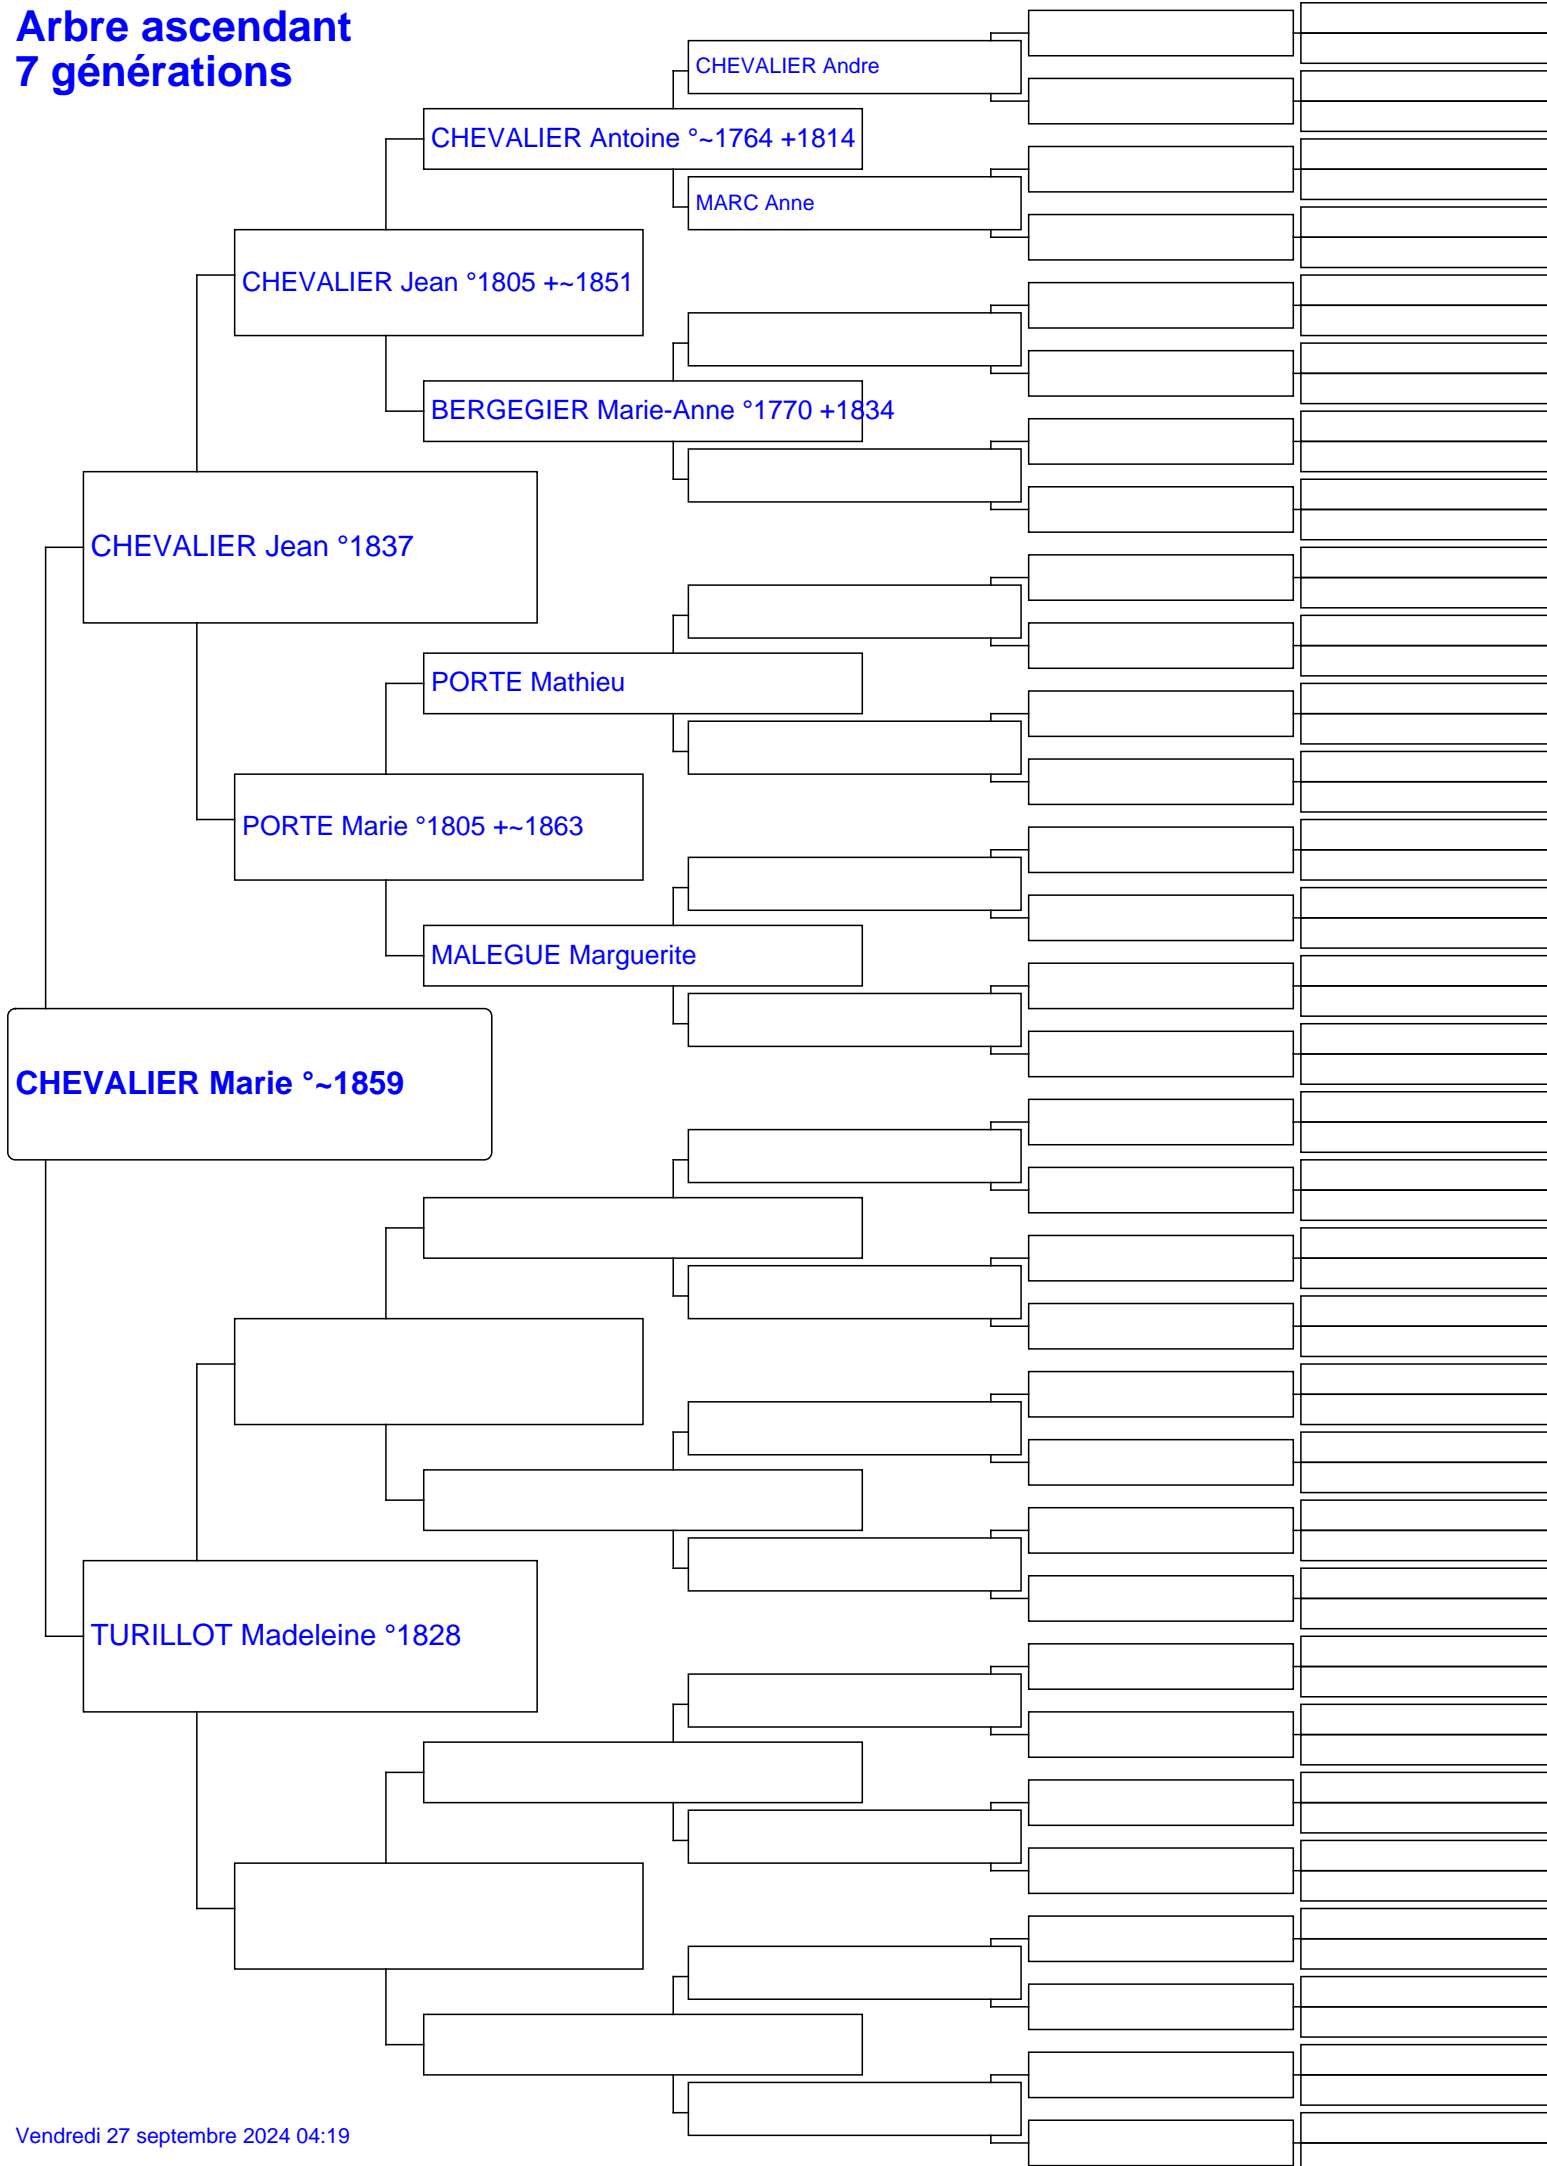 Arbre ascendant
7 générations
CHEVALIER Andre
CHEVALIER Antoine °~1764 +1814
MARC Anne
CHEVALIER Jean °1805 +~1851
BERGEGIER Marie-Anne °1770 +1834
CHEVALIER Jean °1837
PORTE Mathieu
PORTE Marie °1805 +~1863
MALEGUE Marguerite
CHEVALIER Marie °~1859
TURILLOT Madeleine °1828
Vendredi 27 septembre 2024 04:19